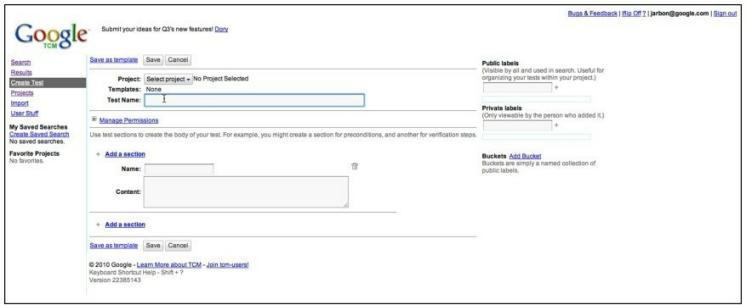 Bugs & Feedback | Iflip Off ? | jarbon@google.com | Sign out
Google
TCM
Submit your ideas for Q3's new features! Dory
Search
Results
Create Test
Projects
Import
User Stuff
My Saved Searches
Create Saved Search
No saved searches.
Favorite Projects
No favorites.
Save as template Save Cancel
Project: Select project No Project Selected
Templates: None
Test Name:
Manage Permissions
Use test sections to create the body of your test. For example, you might create a section for preconditions, and another for verification steps.
+ Add a section
Name:
Content:
+ Add a section
Save as template Save Cancel
© 2010 Google - Learn More about TCM - Join tcm-users!
Keyboard Shortcut Help - Shift + ?
Version 22385143
Public labels
(Visible by all and used in search. Useful for
organizing your tests within your project.)
+
Private labels
(Only viewable by the person who added it.)
+
Buckets Add Bucket
Buckets are simply a named collection of
public labels.